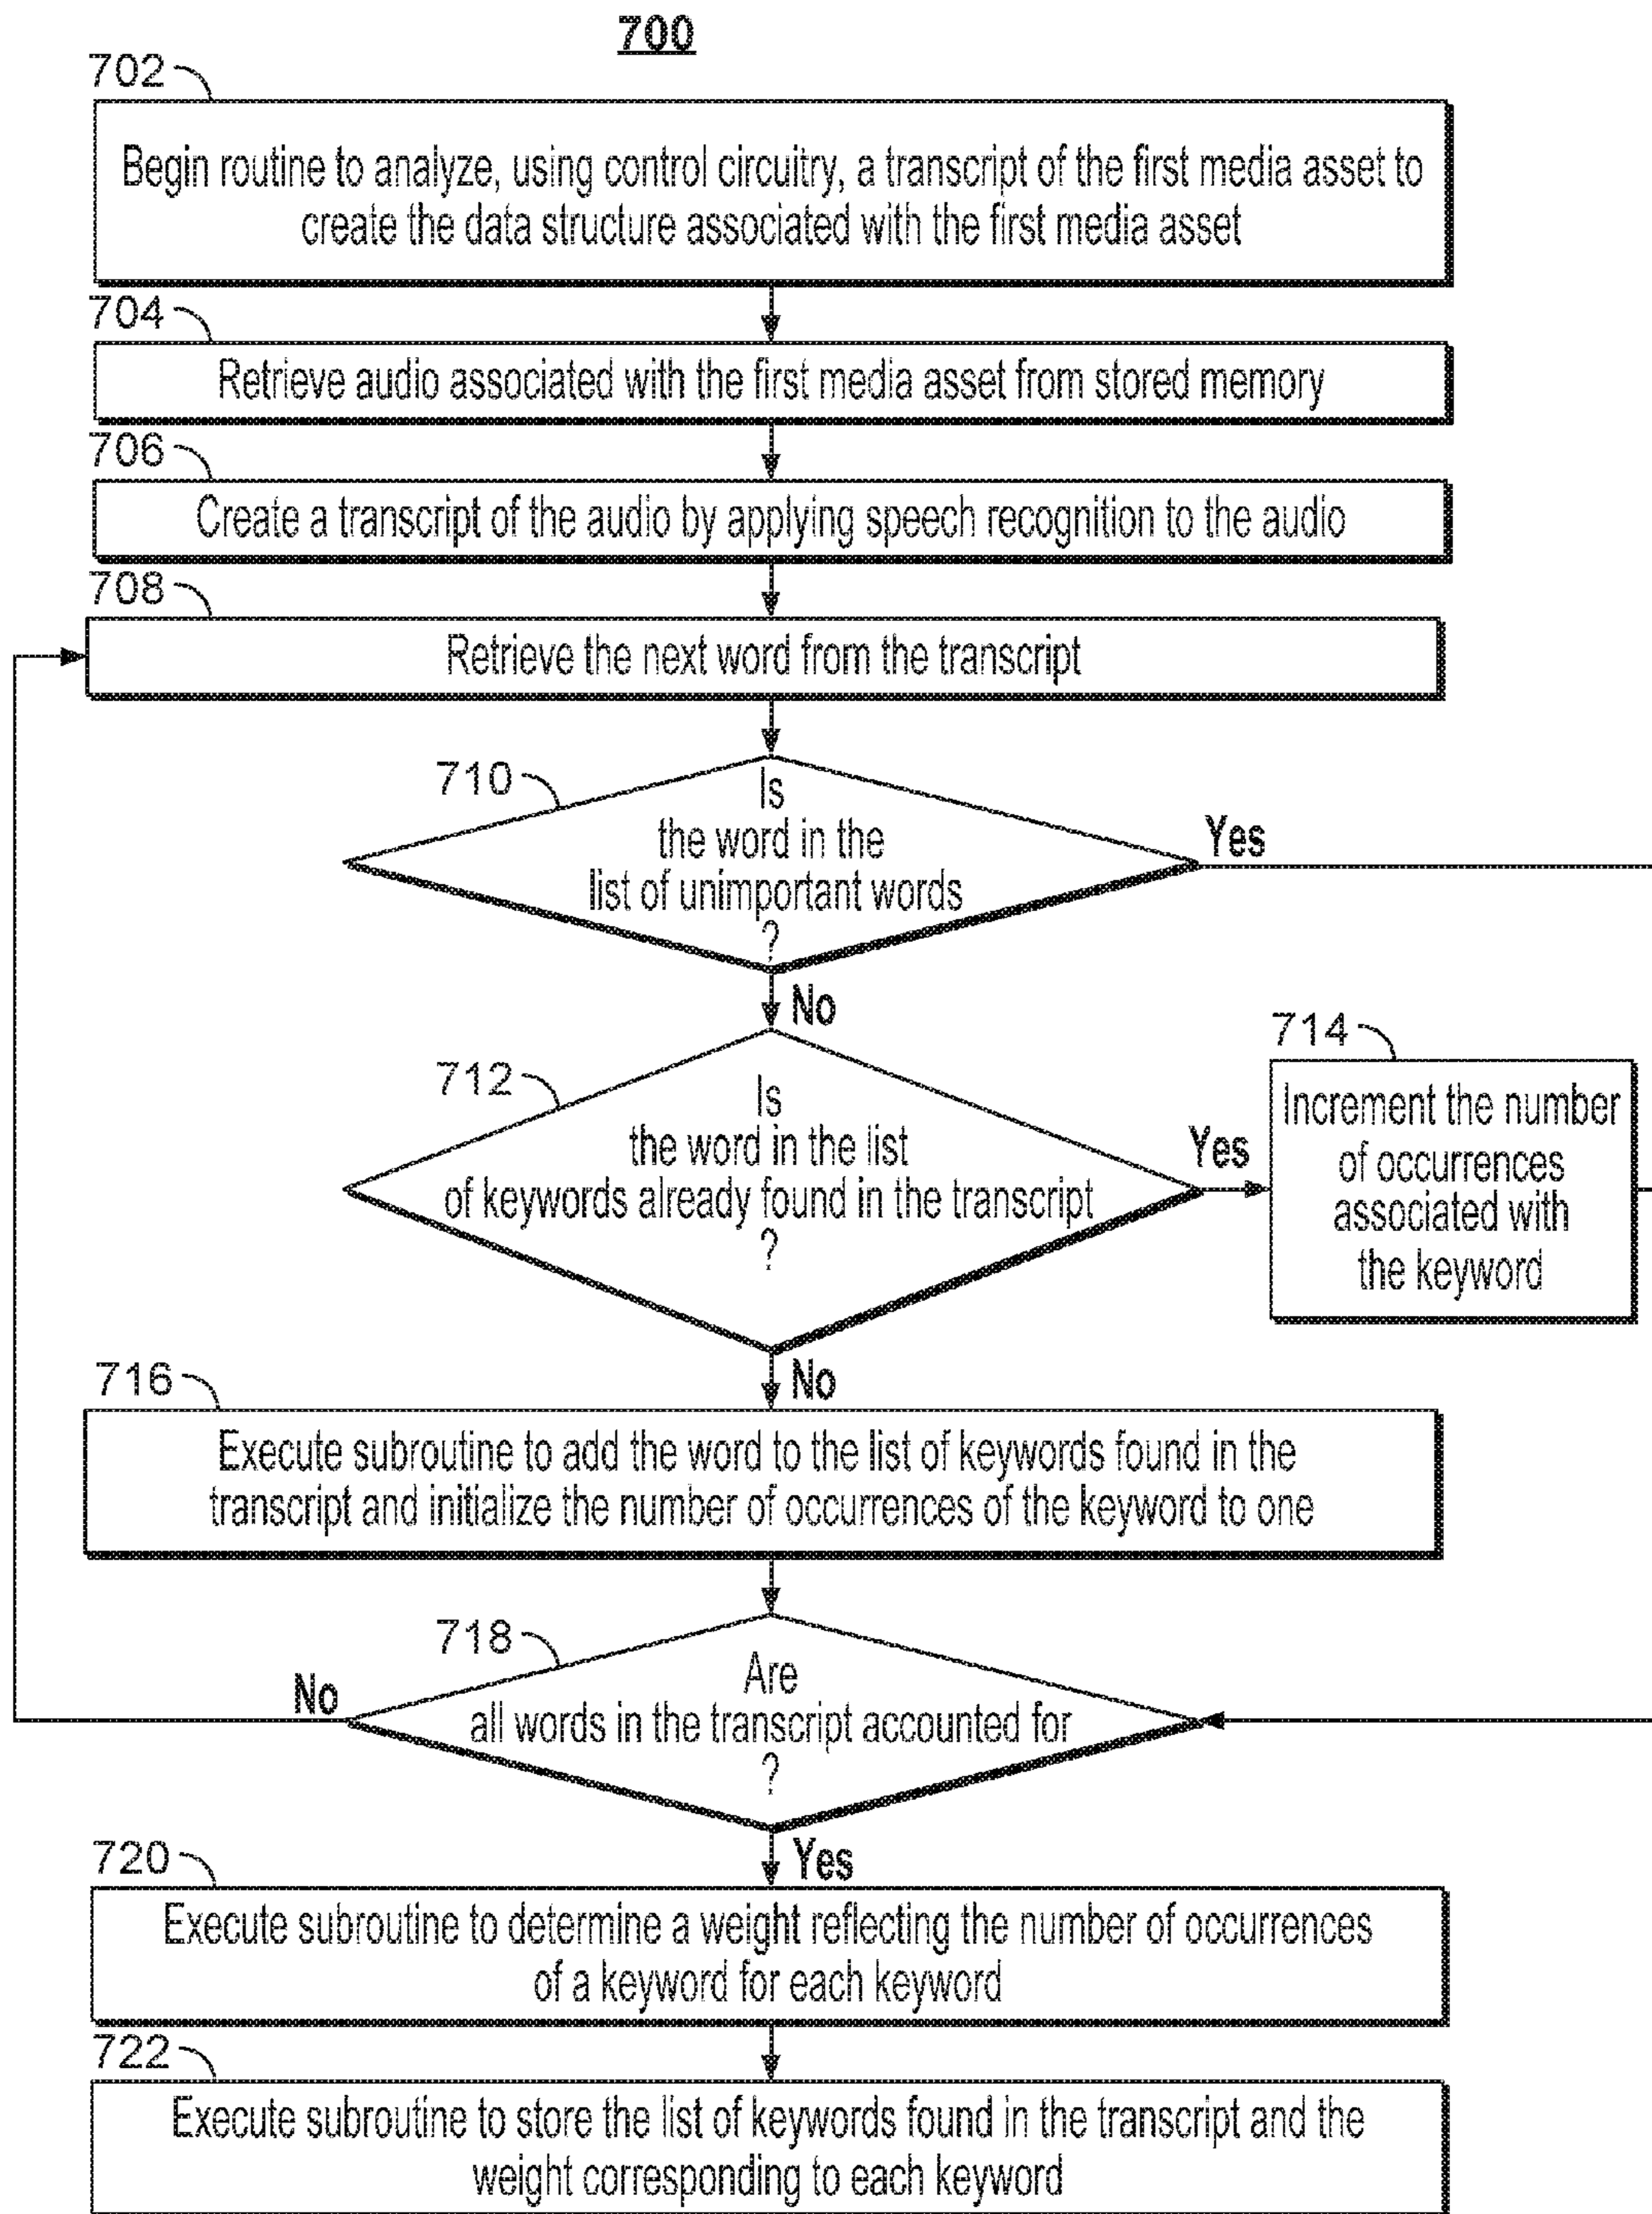 700
702
Begin routine to analyze, using control circuitry, a transcript of the first media asset to
create the data structure associated with the first media asset
704
Retrieve audio associated with the first media asset from stored memory
706
Create a transcript of the audio by applying speech recognition to the audio
708
Retrieve the next word from the transcript
710
Is
the word in the
list of unimportant words
?
Yes
No
712
Is
the word in the list
of keywords already found in the transcript
?
Yes
714
Increment the number
of occurrences
associated with
the keyword
No
716
Execute subroutine to add the word to the list of keywords found in the
transcript and initialize the number of occurrences of the keyword to one
718
Are
all words in the transcript accounted for
?
No
Yes
720
Execute subroutine to determine a weight reflecting the number of occurrences
of a keyword for each keyword
722
Execute subroutine to store the list of keywords found in the transcript and the
weight corresponding to each keyword